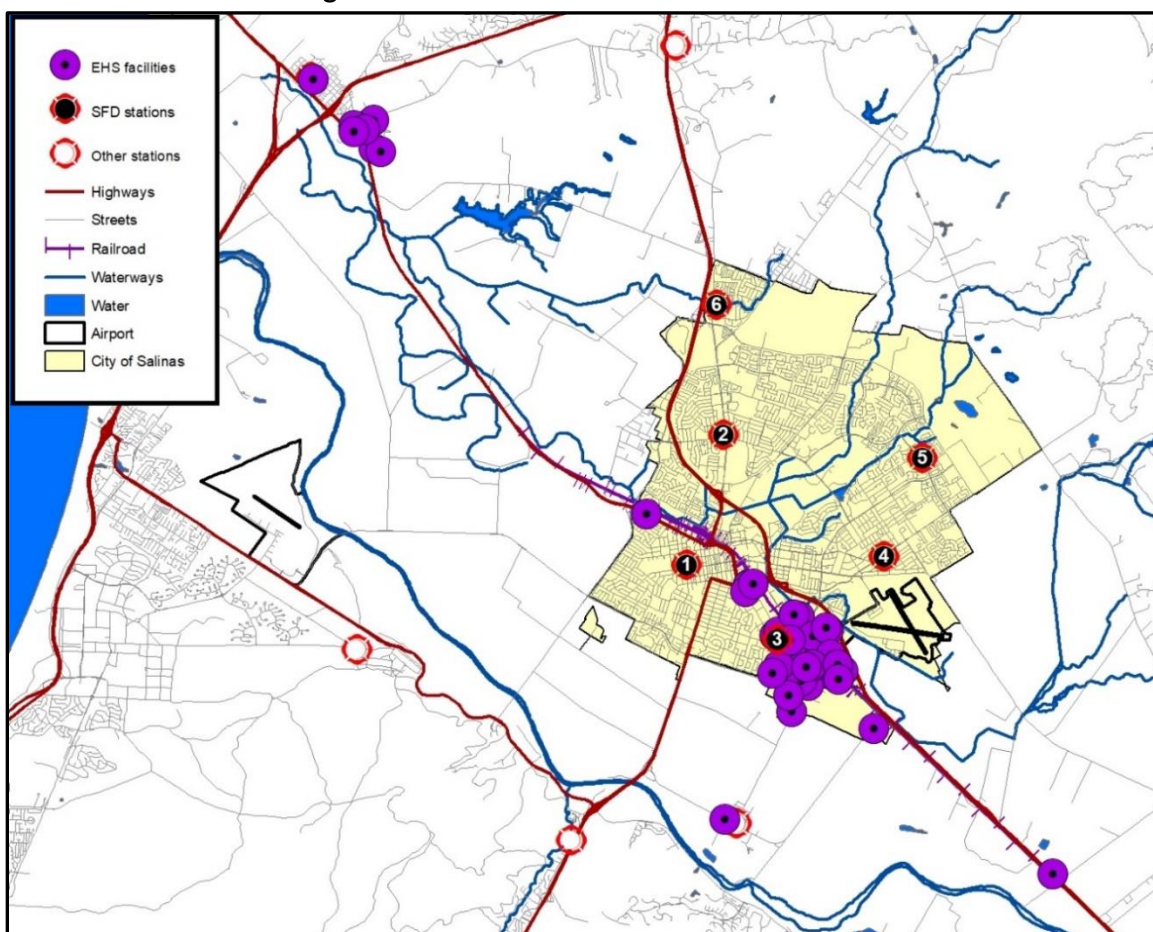 EHS facilities
SFD stations
Other stations
Highways
Streets
Railroad
Waterways
Water
Airport
City of Salinas
6
2
5
4
1
3